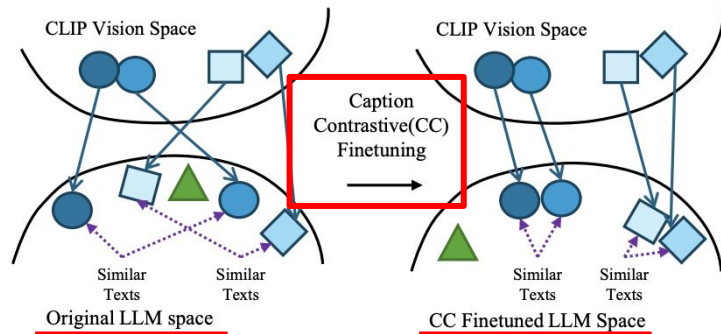 CLIP Vision Space
CLIP Vision Space
Caption
Contrastive(CC)
Finetuning
Similar
Texts
Similar
Texts
Similar
Texts
Similar
Texts
Original LLM space
CC Finetuned LLM Space